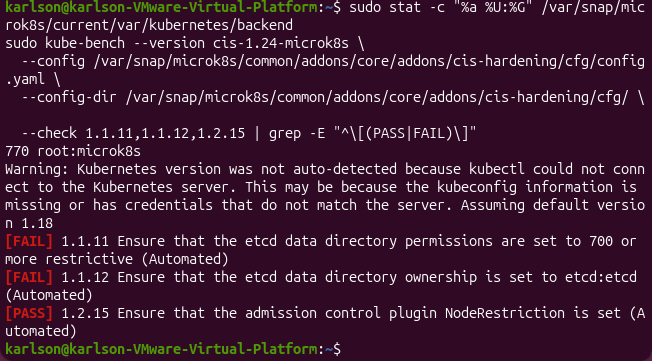 karlson@karlson-VMware-Virtual-Platform:~$ sudo stat -c "%a %U:%G" /var/snap/mic
rok8s/current/var/kubernetes/backend
sudo kube-bench --version cis-1.24-microk8s \
  --config /var/snap/microk8s/common/addons/core/addons/cis-hardening/cfg/config
.yaml \
  --config-dir /var/snap/microk8s/common/addons/core/addons/cis-hardening/cfg/ \
  --check 1.1.11,1.1.12,1.2.15 | grep -E "^\[(PASS|FAIL)\]"
770 root:microk8s
Warning: Kubernetes version was not auto-detected because kubectl could not conn
ect to the Kubernetes server. This may be because the kubeconfig information is
missing or has credentials that do not match the server. Assuming default versio
n 1.18
[FAIL] 1.1.11 Ensure that the etcd data directory permissions are set to 700 or
more restrictive (Automated)
[FAIL] 1.1.12 Ensure that the etcd data directory ownership is set to etcd:etcd
(Automated)
[PASS] 1.2.15 Ensure that the admission control plugin NodeRestriction is set (A
utomated)
karlson@karlson-VMware-Virtual-Platform:~$